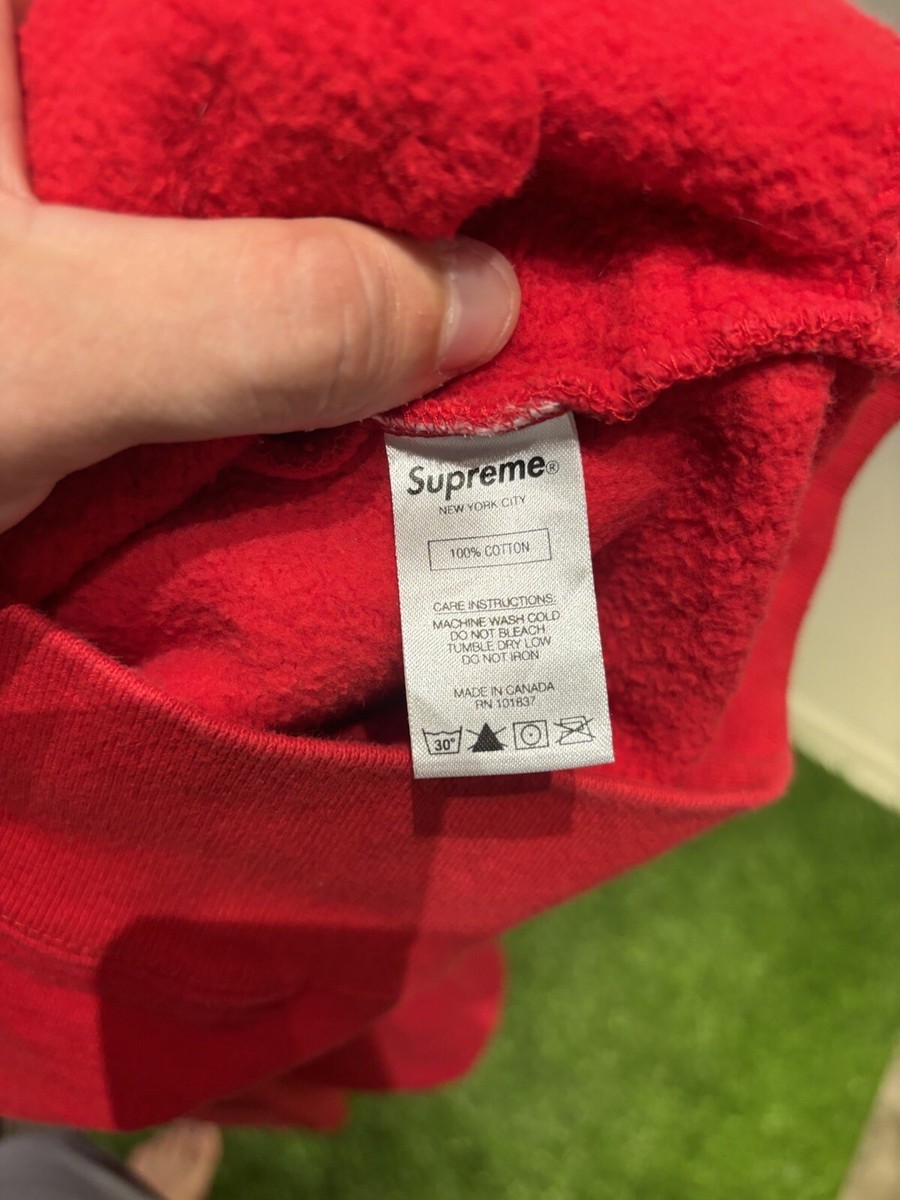 Supreme®
NEW YORK CITY
100% COTTON
CARE INSTRUCTIONS:
MACHINE WASH COLD
DO NOT BLEACH
TUMBLE DRY LOW
DO NOT IRON
MADE IN CANADA
RN 101837
30°